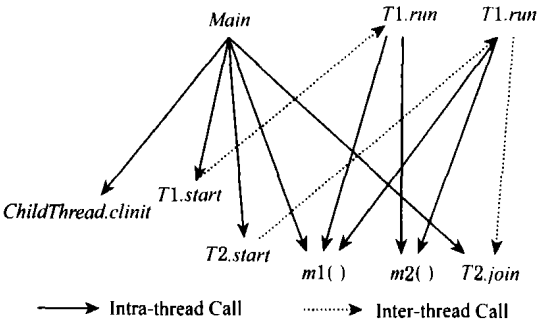 Main T1.run T1.run
ChildThread.clinit T1.start
T2.start m1( ) m2( ) T2.join
Intra-thread Call Inter-thread Call